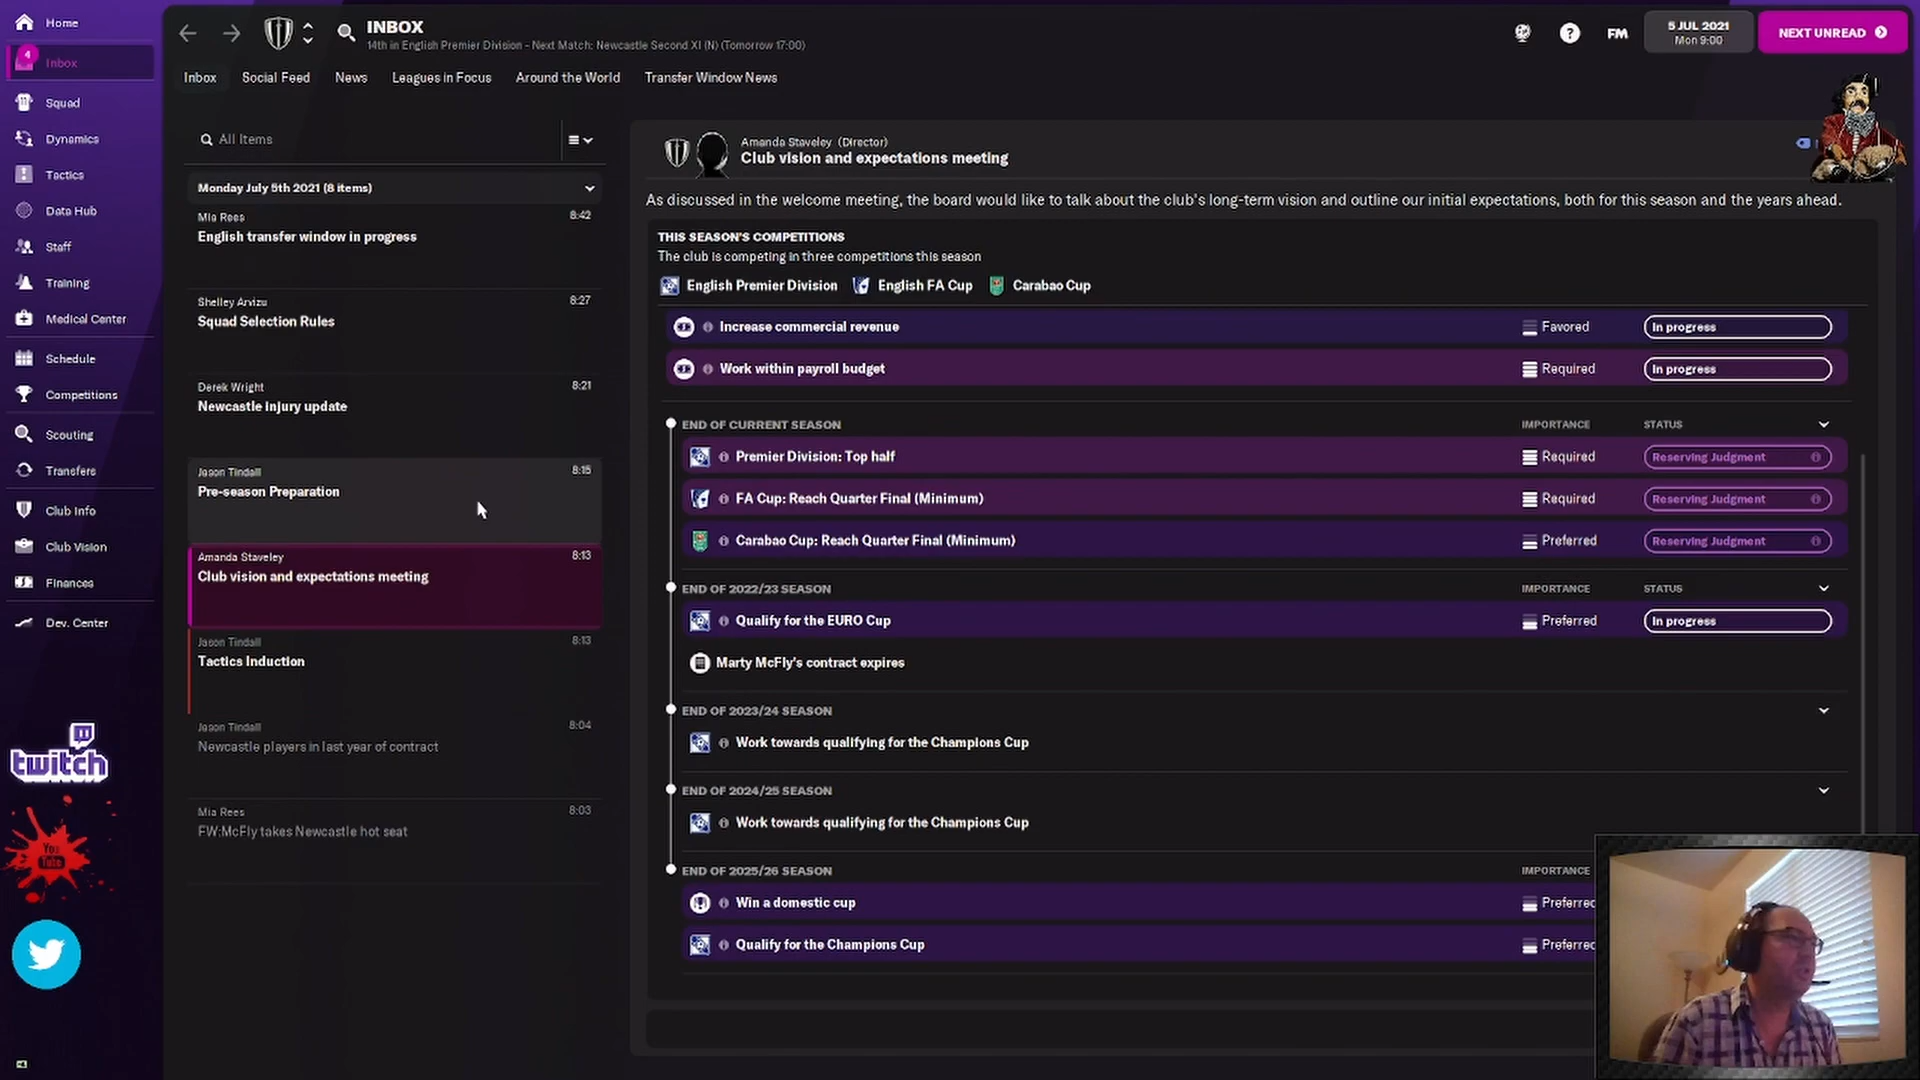 Home
4
Inbox
Squad
Dynamics
Tactics
Data Hub
Staff
Training
Medical Center
Schedule
Competitions
Scouting
Transfers
Club Info
Club Vision
Finances
Dev. Center
twitch
You
Tube
INBOX
14th in English Premier Division - Next Match: Newcastle Second XI (N) (Tomorrow 17:00)
FM
5 JUL 2021
Mon 9:00
NEXT UNREAD
Inbox
Social Feed
News
Leagues in Focus
Around the World
Transfer Window News
All Items
Monday July 5th 2021 (8 items)
Mia Rees 8:42
English transfer window in progress
Shelley Arvizu 8:27
Squad Selection Rules
Derek Wright 8:21
Newcastle injury update
Jason Tindall 8:15
Pre-season Preparation
Amanda Staveley 8:13
Club vision and expectations meeting
Jason Tindall 8:13
Tactics Induction
Jason Tindall 8:04
Newcastle players in last year of contract
Mia Rees 8:03
FW:McFly takes Newcastle hot seat
Amanda Staveley (Director)
Club vision and expectations meeting
As discussed in the welcome meeting, the board would like to talk about the club's long-term vision and outline our initial expectations, both for this season and the years ahead.
THIS SEASON'S COMPETITIONS
The club is competing in three competitions this season
English Premier Division English FA Cup Carabao Cup
Increase commercial revenue Favored In progress
Work within payroll budget Required In progress
END OF CURRENT SEASON IMPORTANCE STATUS
Premier Division: Top half Required Reserving Judgment
FA Cup: Reach Quarter Final (Minimum) Required Reserving Judgment
Carabao Cup: Reach Quarter Final (Minimum) Preferred Reserving Judgment
END OF 2022/23 SEASON IMPORTANCE STATUS
Qualify for the EURO Cup Preferred In progress
Marty McFly's contract expires
END OF 2023/24 SEASON
Work towards qualifying for the Champions Cup
END OF 2024/25 SEASON
Work towards qualifying for the Champions Cup
END OF 2025/26 SEASON IMPORTANCE
Win a domestic cup Preferred
Qualify for the Champions Cup Preferred